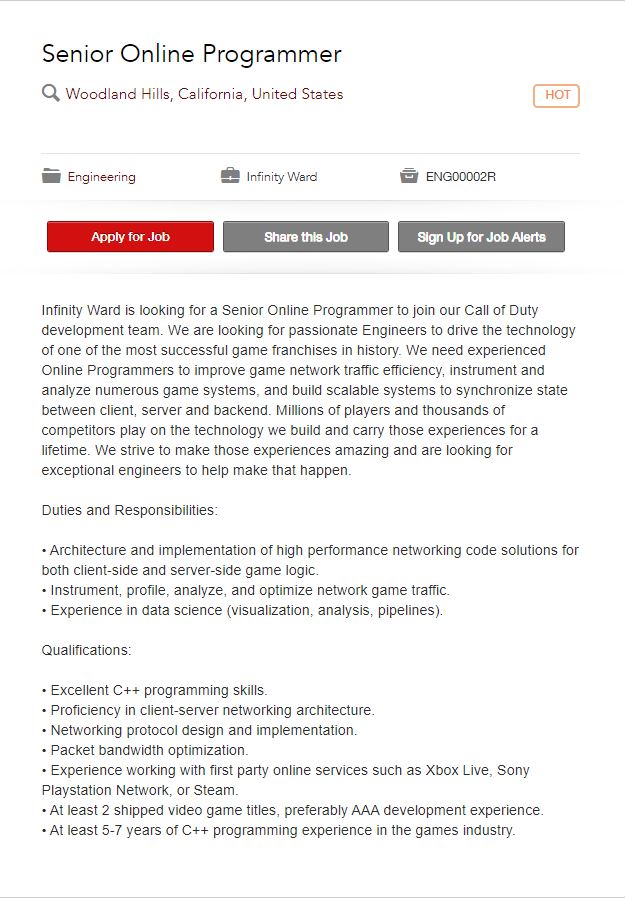 Senior Online Programmer
Woodland Hills, California, United States
HOT
Engineering
Infinity Ward
ENG00002R
Apply for Job
Share this Job
Sign Up for Job Alerts
Infinity Ward is looking for a Senior Online Programmer to join our Call of Duty
development team. We are looking for passionate Engineers to drive the technology
of one of the most successful game franchises in history. We need experienced
Online Programmers to improve game network traffic efficiency, instrument and
analyze numerous game systems, and build scalable systems to synchronize state
between client, server and backend. Millions of players and thousands of
competitors play on the technology we build and carry those experiences for a
lifetime. We strive to make those experiences amazing and are looking for
exceptional engineers to help make that happen.
Duties and Responsibilities:
• Architecture and implementation of high performance networking code solutions for
both client-side and server-side game logic.
• Instrument, profile, analyze, and optimize network game traffic.
• Experience in data science (visualization, analysis, pipelines).
Qualifications:
• Excellent C++ programming skills.
• Proficiency in client-server networking architecture.
• Networking protocol design and implementation.
• Packet bandwidth optimization.
• Experience working with first party online services such as Xbox Live, Sony
Playstation Network, or Steam.
• At least 2 shipped video game titles, preferably AAA development experience.
• At least 5-7 years of C++ programming experience in the games industry.